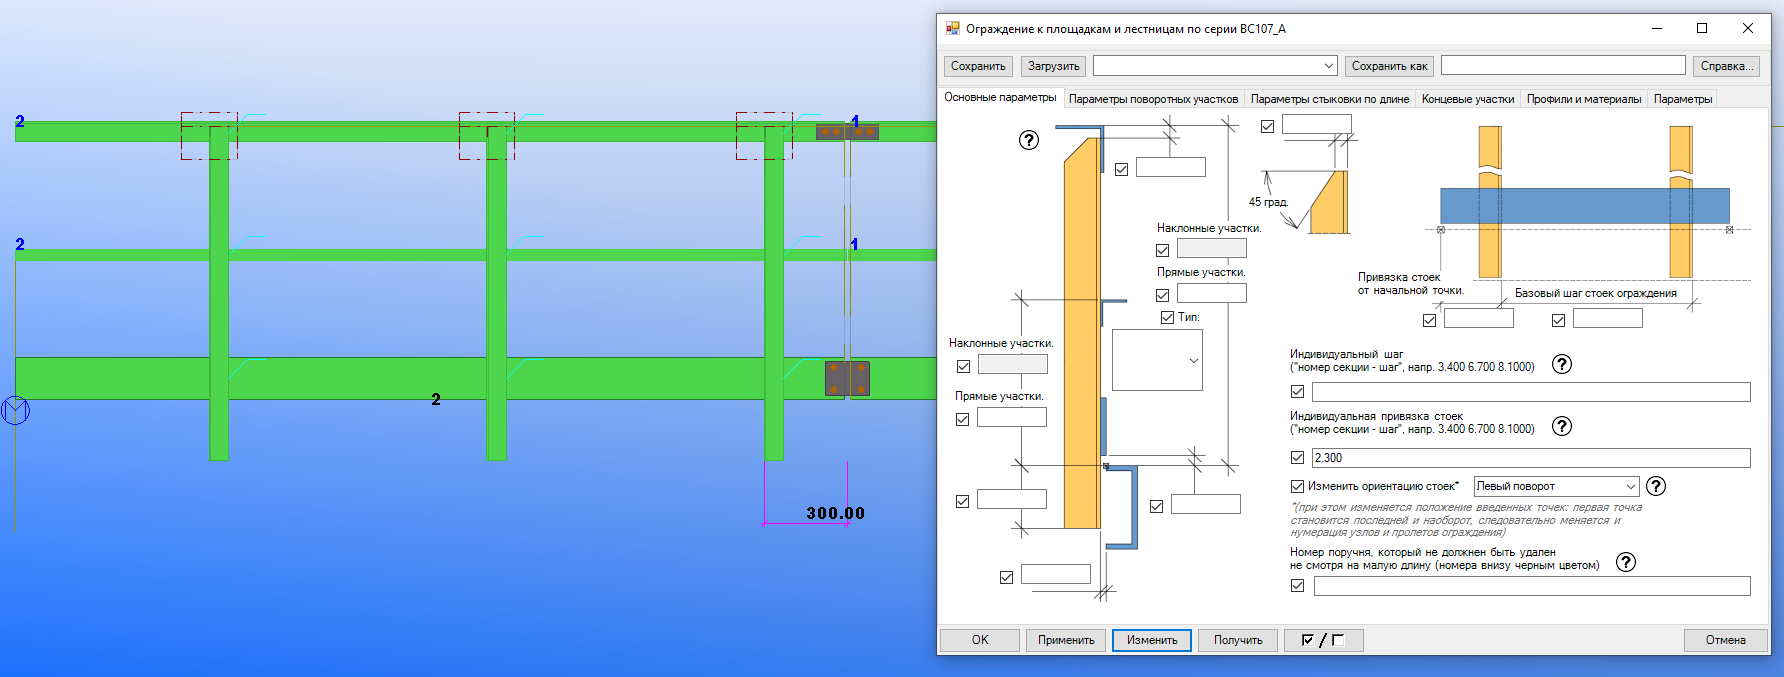 Ограждение к площадкам и лестницам по серии ВС107_А
Сохранить Загрузить Сохранить как Справка...
Основные параметры Параметры поворотных участков Параметры стыковки по длине Концевые участки Профили и материалы Параметры
2 1
2 1
2
300.00
?
45 град.
Наклонные участки.
Прямые участки.
Тип:
Наклонные участки.
Прямые участки.
Привязка стоек
от начальной точки.
Базовый шаг стоек ограждения
Индивидуальный шаг
("номер секции - шаг", напр. 3.400 6.700 8.1000) ?
Индивидуальная привязка стоек
("номер секции - шаг", напр. 3.400 6.700 8.1000) ?
2.300
Изменить ориентацию стоек* Левый поворот ?
*(при этом изменяется положение введенных точек: первая точка
становится последней и наоборот, следовательно меняется и
нумерация узлов и пролетов ограждения)
Номер поручня, который не должен быть удален
не смотря на малую длину (номера внизу черным цветом) ?
OK Применить Изменить Получить / Отмена